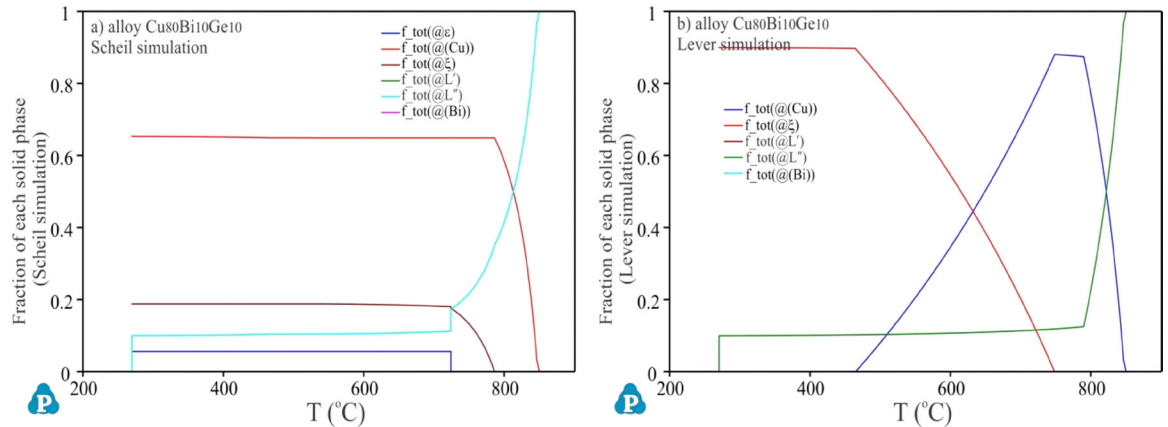 a) alloy Cu80Bi10Ge10
Scheil simulation
f_tot(@ε)
f_tot(@(Cu))
f_tot(@ξ)
f_tot(@L')
f_tot(@L")
f_tot(@(Bi))
Fraction of each solid phase
(Scheil simulation)
1
0.8
0.6
0.4
0.2
0
200
400
600
800
T (°C)
P
b) alloy Cu80Bi10Ge10
Lever simulation
f_tot(@(Cu))
f_tot(@ξ)
f_tot(@L')
f_tot(@L")
f_tot(@(Bi))
Fraction of each solid phase
(Lever simulation)
1
0.8
0.6
0.4
0.2
0
200
400
600
800
T (°C)
P